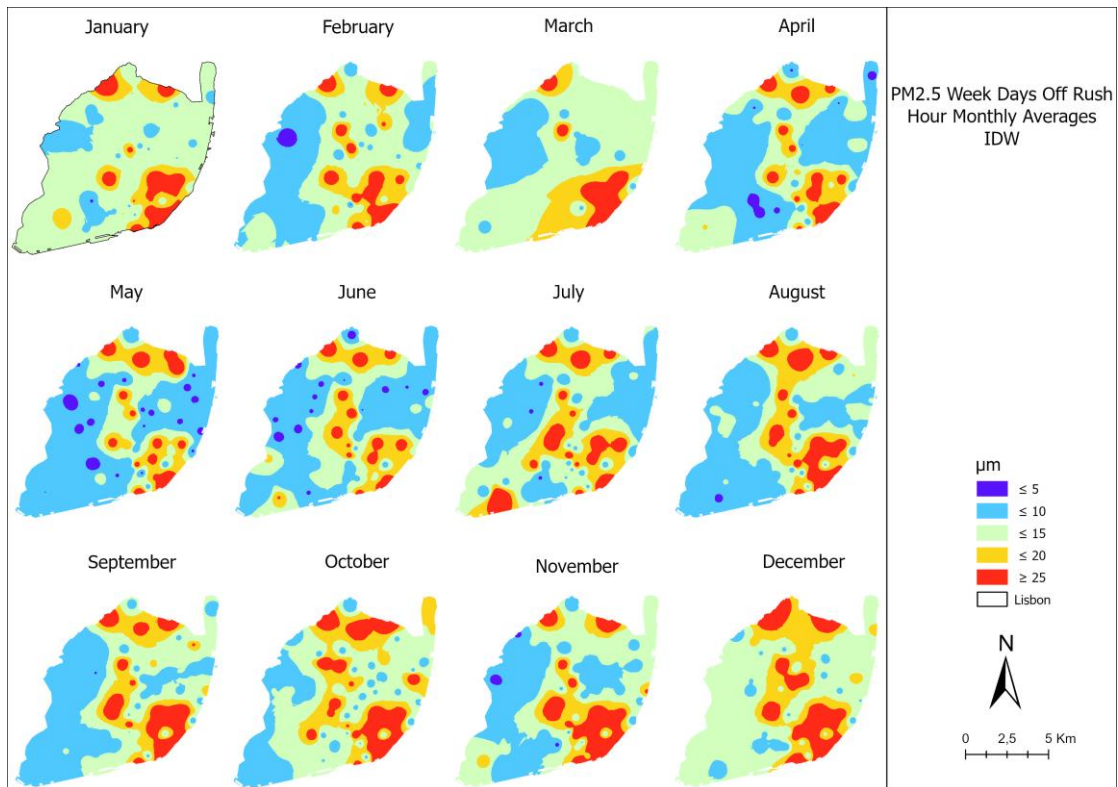 January
February
March
April
May
June
July
August
September
October
November
December
PM2.5 Week Days Off Rush
Hour Monthly Averages
IDW
µm
≤ 5
≤ 10
≤ 15
≤ 20
≥ 25
Lisbon
N
0 2,5 5 Km